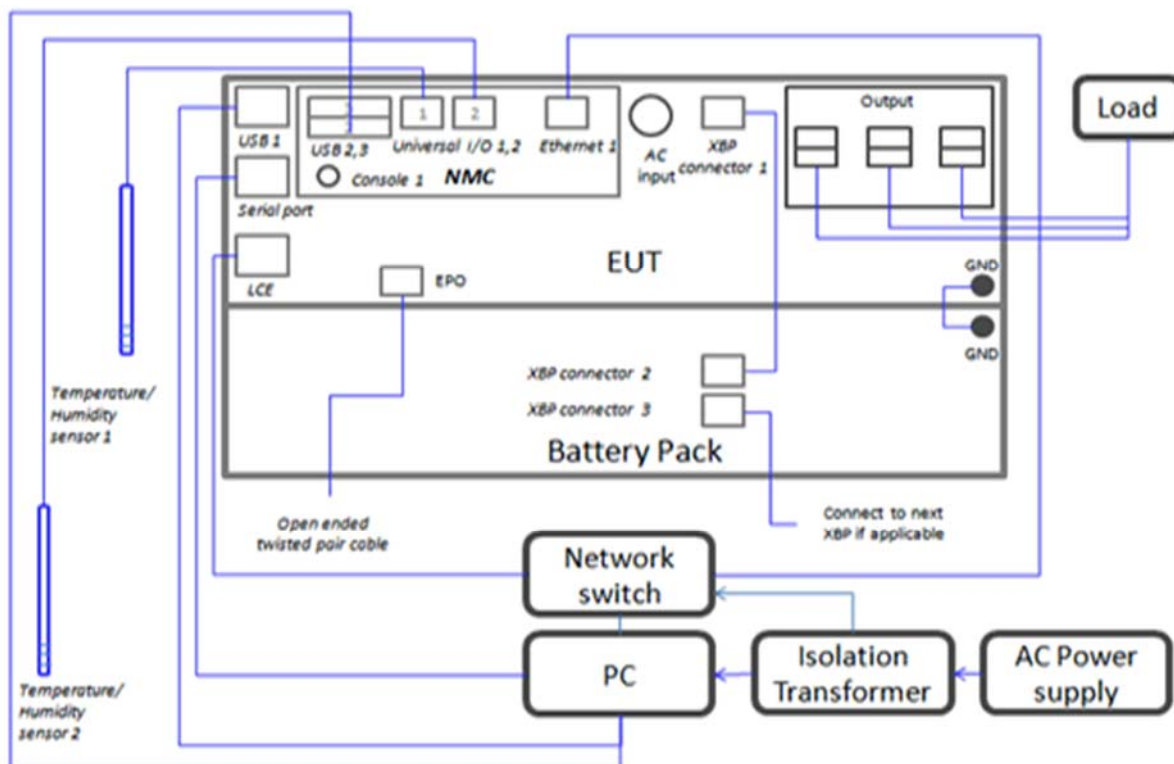 Output
Load
1
2
USB 1
USB 2,3
Universal I/O 1,2
Ethernet 1
AC
input
XBP
connector 1
Console 1
NMC
Serial port
LCE
EPO
EUT
GND
GND
XBP connector 2
XBP connector 3
Battery Pack
Temperature/
Humidity
sensor 1
Open ended
twisted pair cable
Connect to next
XBP if applicable
Network
switch
PC
Isolation
Transformer
AC Power
supply
Temperature/
Humidity
sensor 2